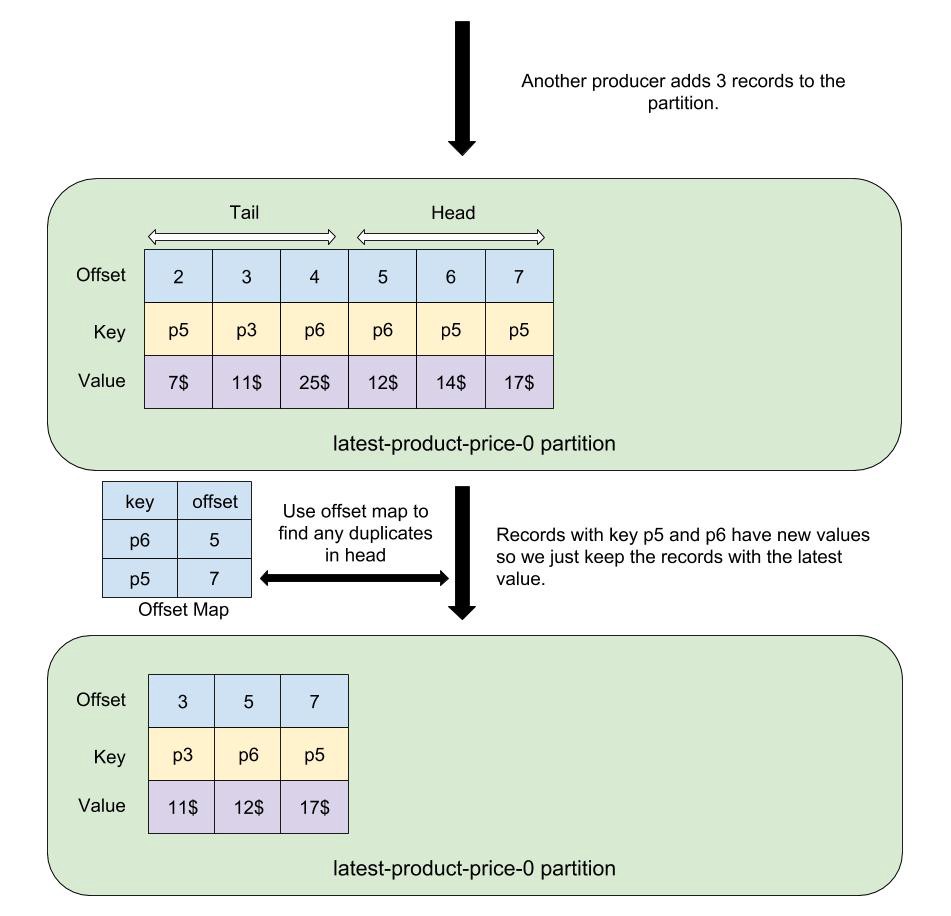 Another producer adds 3 records to the
partition.
Tail Head
Offset 2 3 4 5 6 7
Key p5 p3 p6 p6 p5 p5
Value 7$ 11$ 25$ 12$ 14$ 17$
latest-product-price-0 partition
key offset
p6 5
p5 7
Offset Map
Use offset map to
find any duplicates
in head
Records with key p5 and p6 have new values
so we just keep the records with the latest
value.
Offset 3 5 7
Key p3 p6 p5
Value 11$ 12$ 17$
latest-product-price-0 partition